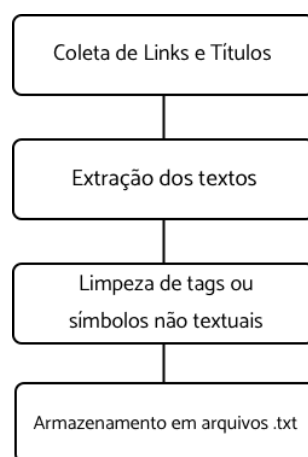 Coleta de Links e Títulos
Extração dos textos
Limpeza de tags ou
símbolos não textuais
Armazenamento em arquivos .txt